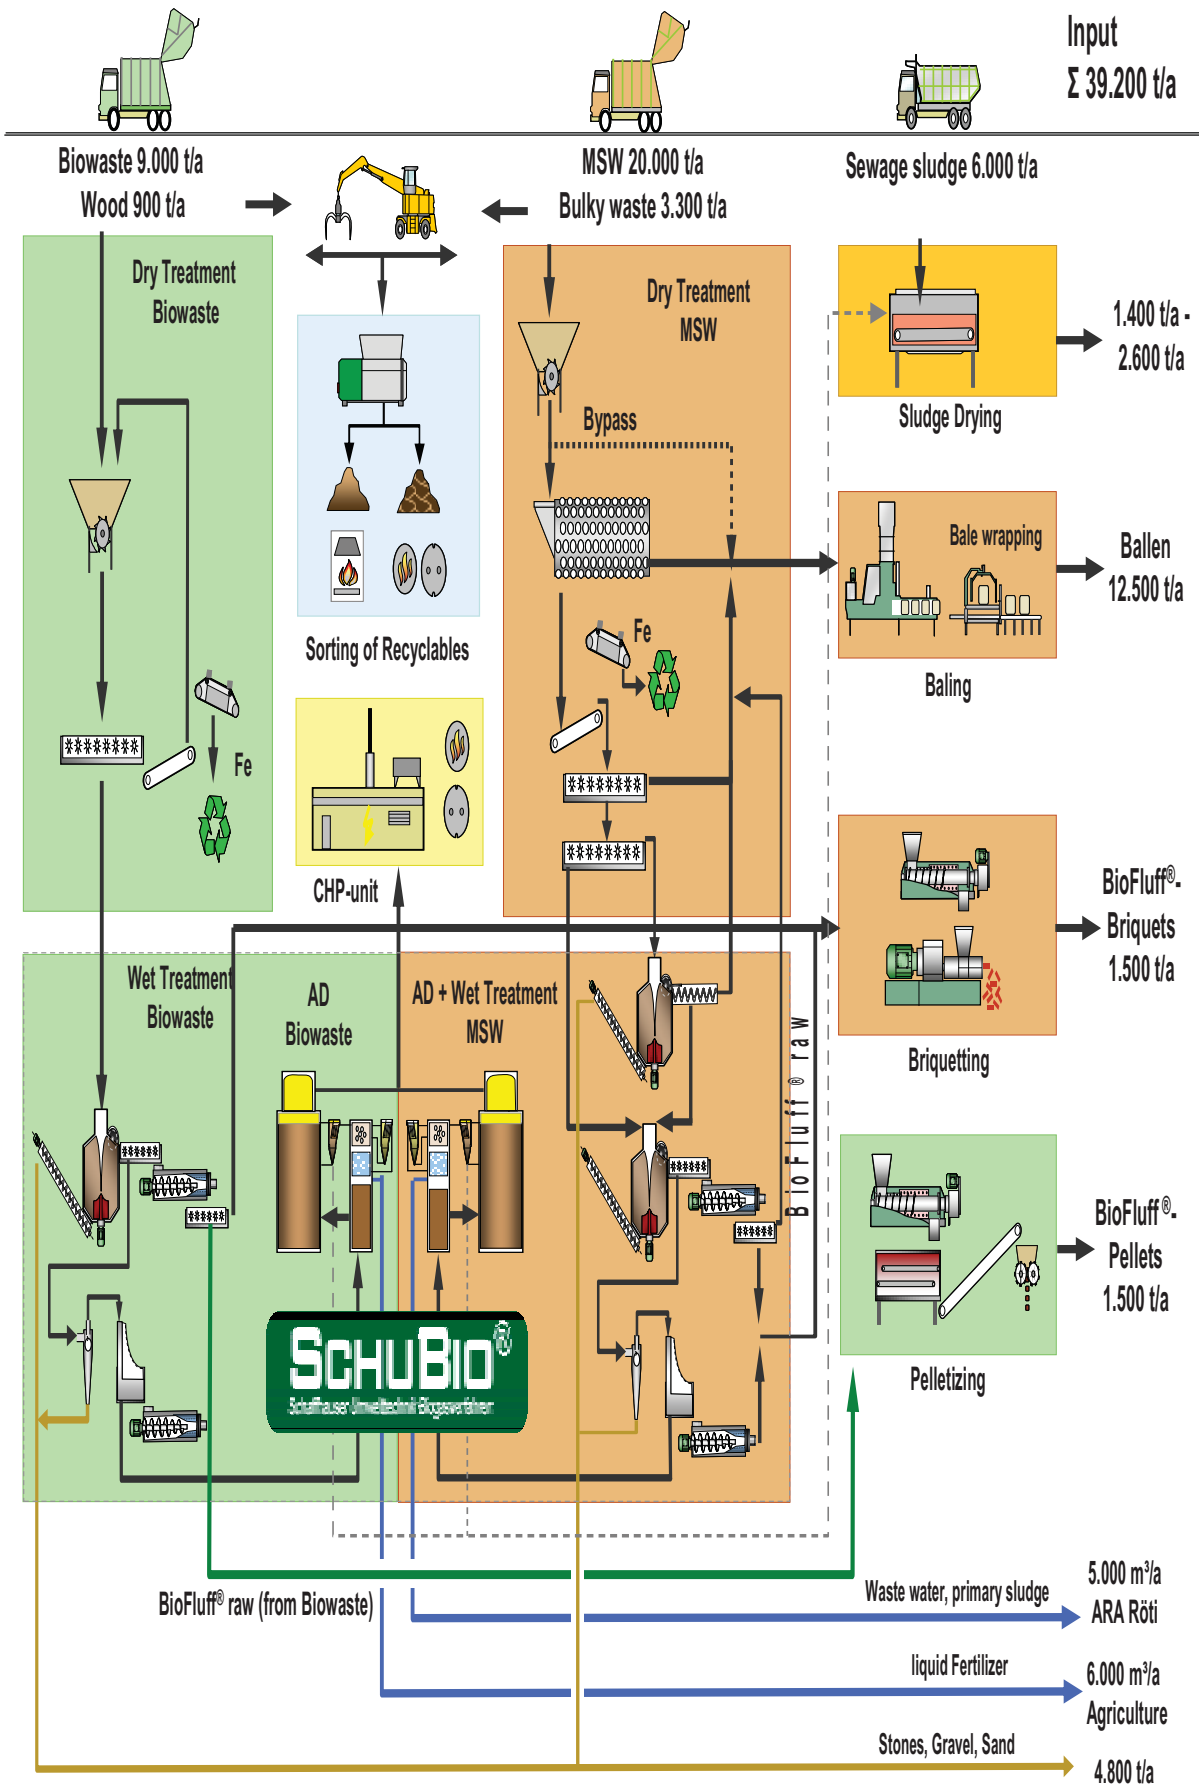 Input
Σ 39.200 t/a
Biowaste 9.000 t/a
Wood 900 t/a
MSW 20.000 t/a
Bulky waste 3.300 t/a
Sewage sludge 6.000 t/a
Dry Treatment
Biowaste
Dry Treatment
MSW
1.400 t/a -
2.600 t/a
Sludge Drying
Bypass
Bale wrapping
Ballen
12.500 t/a
Sorting of Recyclables
Fe
Baling
Fe
CHP-unit
BioFluff®-
Briquets
1.500 t/a
Wet Treatment
Biowaste
AD
Biowaste
AD + Wet Treatment
MSW
BioFluff® raw
Briquetting
BioFluff®-
Pellets
1.500 t/a
SCHUBIO®
Schaffhauser Umwelttechnik Biogasverfahren
Pelletizing
BioFluff® raw (from Biowaste)
Waste water, primary sludge
5.000 m³/a
ARA Röti
liquid Fertilizer
6.000 m³/a
Agriculture
Stones, Gravel, Sand
4.800 t/a